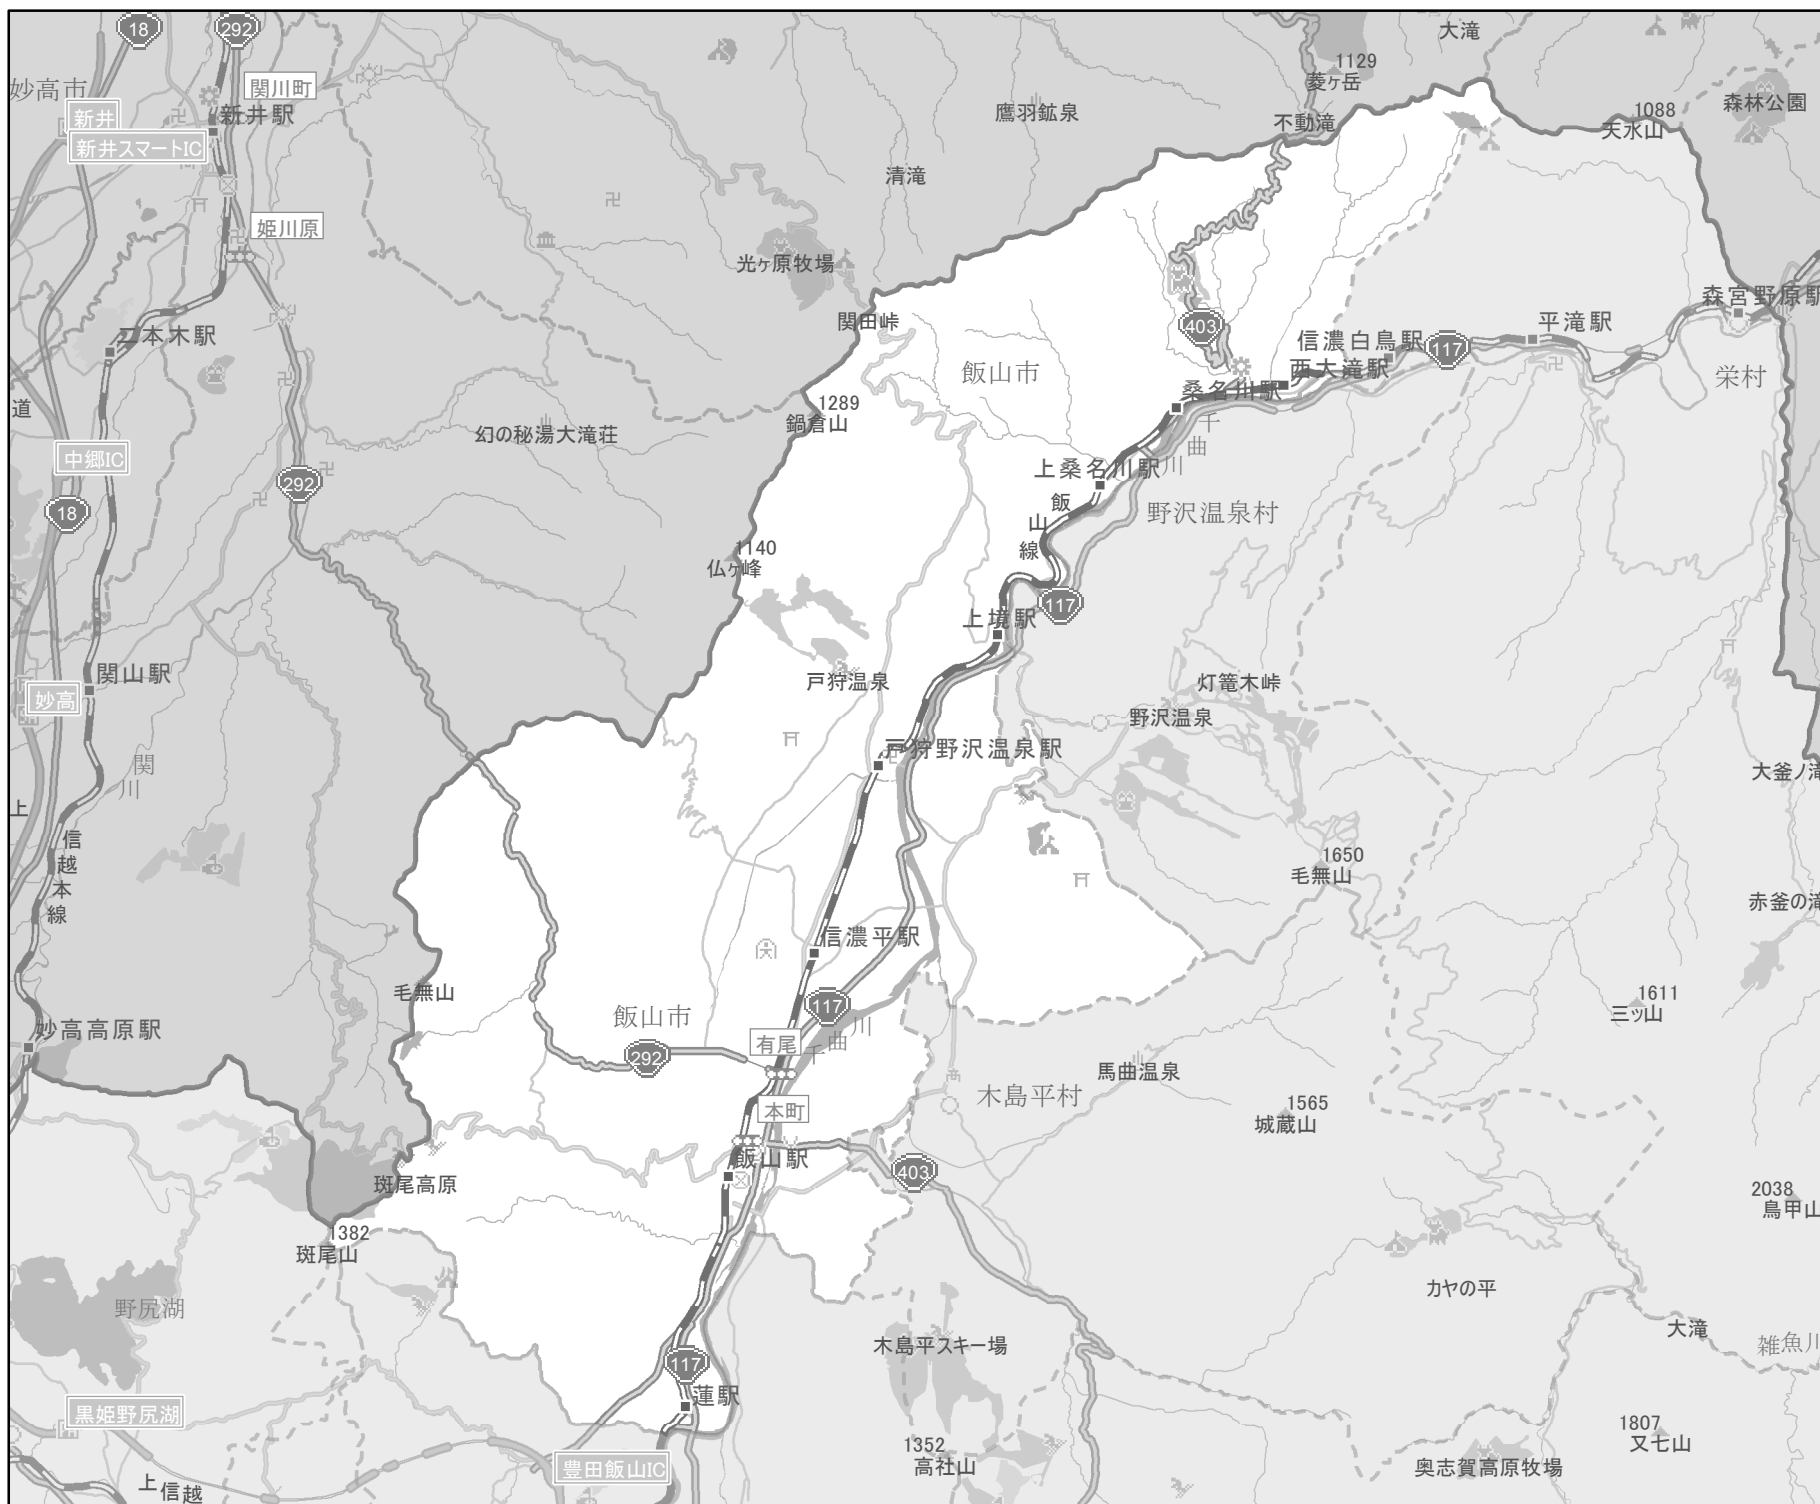 18
292
大滝
1129
菱ヶ岳
妙高市
関川町
新井
新井駅
新井スマートIC
鷹羽鉱泉
不動滝
1088
天水山
森林公園
清滝
姫川原
光ヶ原牧場
関田峠
二本木駅
403
信濃白鳥駅
117
平滝駅
森宮野原駅
飯山市
西大滝駅
桑名川駅
栄村
道
1289
鍋倉山
幻の秘湯大滝荘
千曲川
中郷IC
292
18
上桑名川駅
飯山線
野沢温泉村
1140
仏ヶ峰
117
上境駅
関山駅
妙高
戸狩温泉
灯篭木峠
野沢温泉
戸狩野沢温泉駅
関川
大釜ノ滝
上
信越本線
1650
毛無山
赤釜の滝
信濃平駅
毛無山
117
1611
三ッ山
妙高高原駅
飯山市
有尾
千曲川
292
馬曲温泉
木島平村
本町
1565
城蔵山
飯山駅
403
斑尾高原
2038
鳥甲山
1382
斑尾山
カヤの平
野尻湖
大滝
雑魚川
木島平スキー場
117
蓮駅
黒姫野尻湖
1807
又七山
1352
高社山
豊田飯山IC
奥志賀高原牧場
上信越